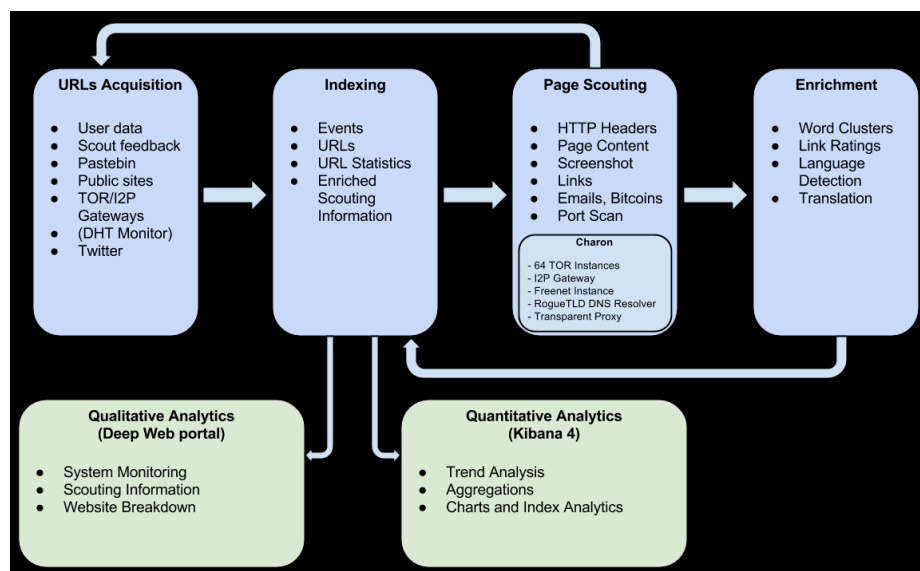 URLs Acquisition
● User data
● Scout feedback
● Pastebin
● Public sites
● TOR/I2P
Gateways
● (DHT Monitor)
● Twitter
Indexing
● Events
● URLs
● URL Statistics
● Enriched
Scouting
Information
Page Scouting
● HTTP Headers
● Page Content
● Screenshot
● Links
● Emails, Bitcoins
● Port Scan
Charon
- 64 TOR Instances
- I2P Gateway
- Freenet Instance
- RogueTLD DNS Resolver
- Transparent Proxy
Enrichment
● Word Clusters
● Link Ratings
● Language
Detection
● Translation
Qualitative Analytics
(Deep Web portal)
● System Monitoring
● Scouting Information
● Website Breakdown
Quantitative Analytics
(Kibana 4)
● Trend Analysis
● Aggregations
● Charts and Index Analytics